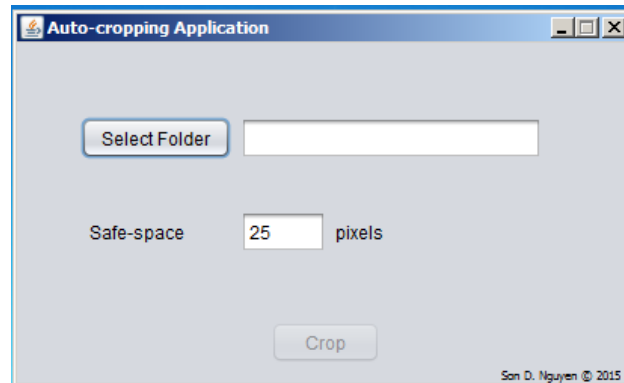 Auto-cropping Application
Select Folder
Safe-space 25 pixels
Crop
Son D. Nguyen © 2015